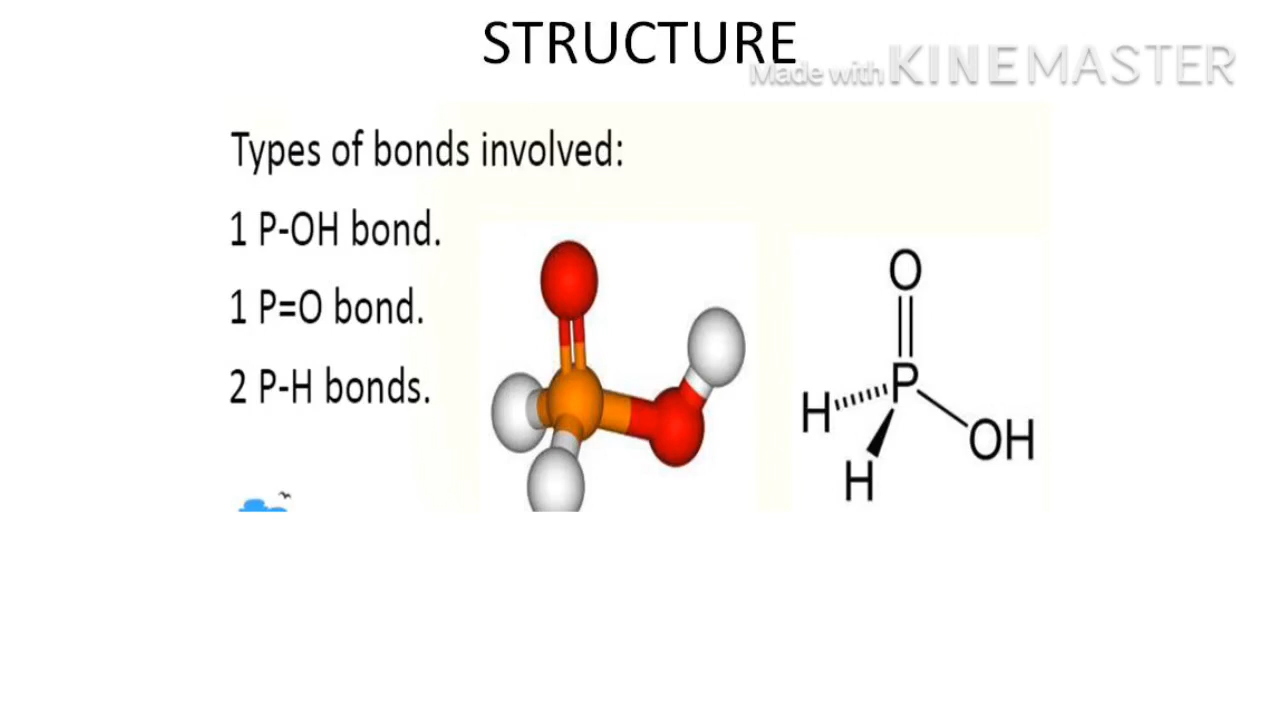 STRUCTURE
Made with KINEMASTER
Types of bonds involved:
1 P-OH bond.
1 P=O bond.
2 P-H bonds.
O
P
H
OH
H